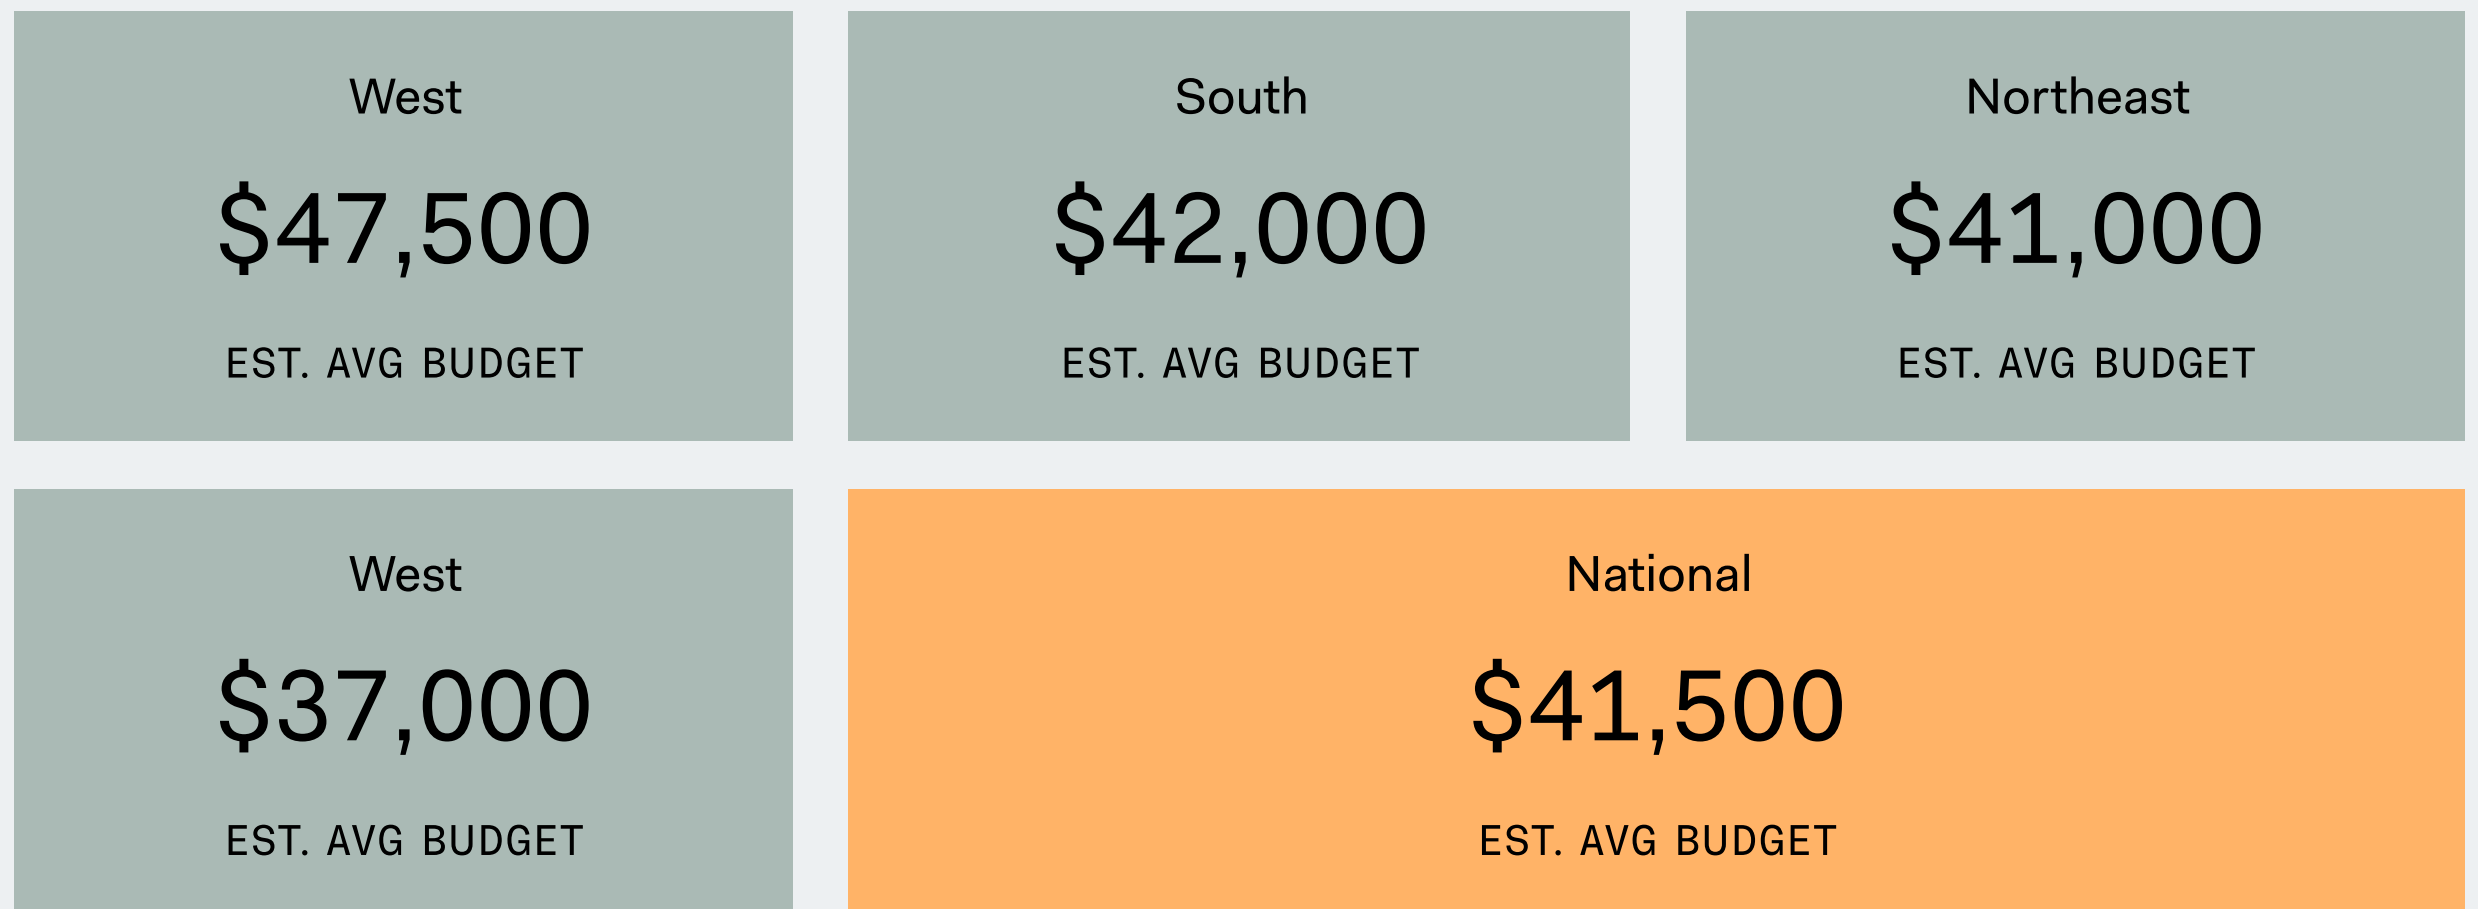 West
$47,500
EST. AVG BUDGET
South
$42,000
EST. AVG BUDGET
Northeast
$41,000
EST. AVG BUDGET
West
$37,000
EST. AVG BUDGET
National
$41,500
EST. AVG BUDGET